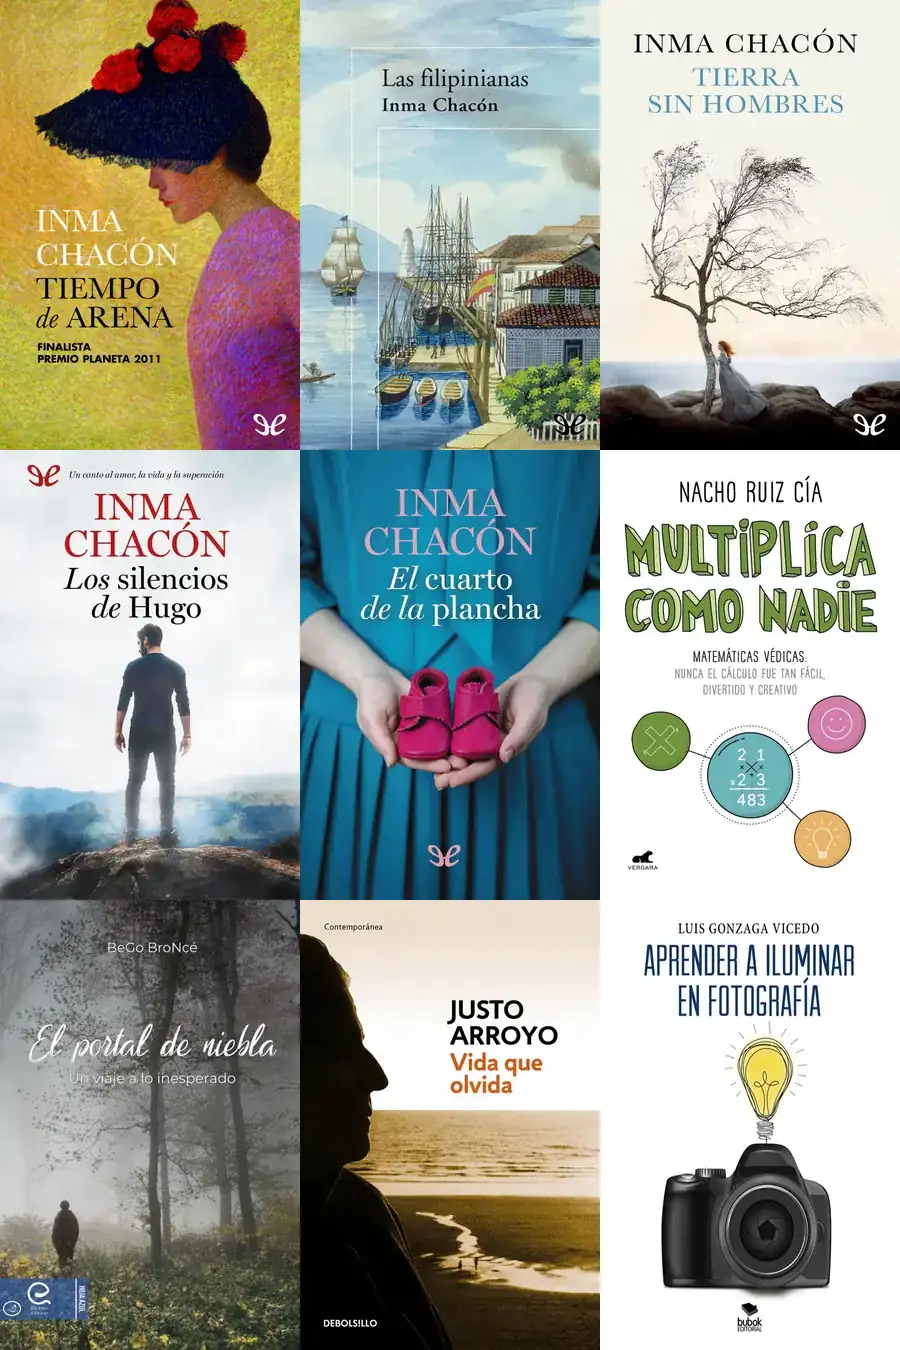 INMA
CHACÓN
TIEMPO
de ARENA
FINALISTA
PREMIO PLANETA 2011
Las filipinianas
Inma Chacón
INMA CHACÓN
TIERRA
SIN HOMBRES
Un canto al amor, la vida y la superación
INMA
CHACÓN
Los silencios
de Hugo
INMA
CHACÓN
El cuarto
de la plancha
NACHO RUIZ CÍA
MULTIPLICA
COMO NADIE
MATEMÁTICAS VÉDICAS:
NUNCA EL CÁLCULO FUE TAN FÁCIL,
DIVERTIDO Y CREATIVO
2 1
x 2 3
483
VERGARA
BeGo BroNcé
El portal de niebla
Un viaje a lo inesperado
Contemporánea
JUSTO
ARROYO
Vida que
olvida
DEBOLSILLO
LUIS GONZAGA VICEDO
APRENDER A ILUMINAR
EN FOTOGRAFÍA
bubok
EDITORIAL